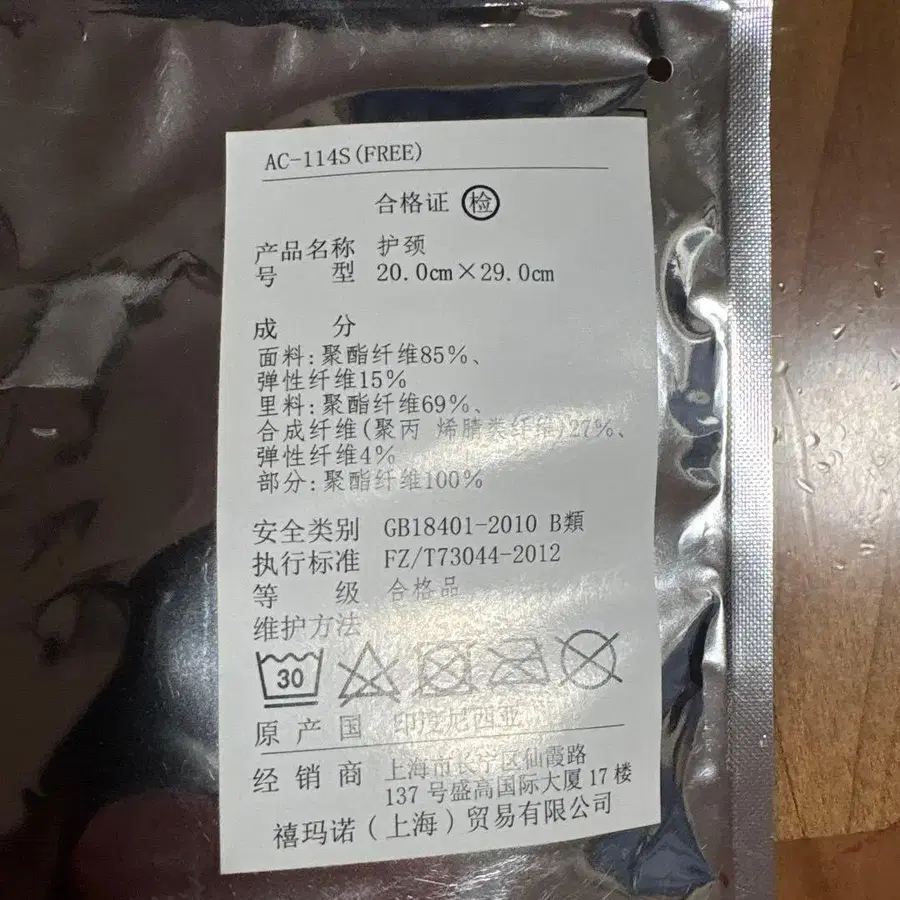 AC-114S(FREE)
合格证 检
产品名称 护颈
号 型 20.0cm×29.0cm
成 分
面料:聚酯纤维85%、
弹性纤维15%
里料:聚酯纤维69%、
合成纤维(聚丙 烯腈类纤维)27%、
弹性纤维4%
部分:聚酯纤维100%
安全类别 GB18401-2010 B類
执行标准 FZ/T73044-2012
等 级 合格品
维护方法
30
原 产 国 印度尼西亚
经 销 商 上海市长宁区仙霞路
137 号盛高国际大厦 17 楼
禧玛诺(上海)贸易有限公司